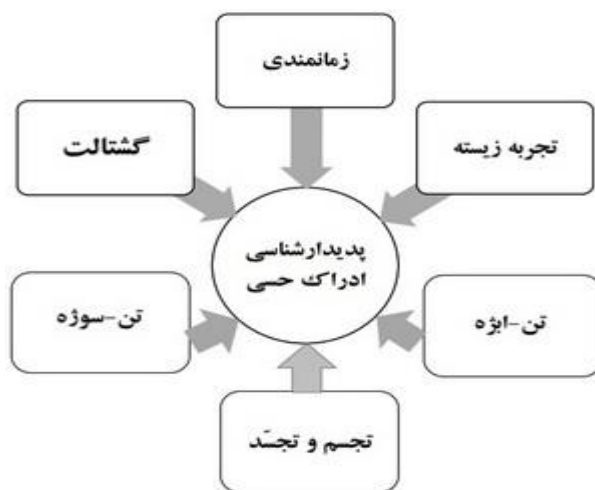 زمانمندی
تجربه زیسته
گشتالت
پدیدارشناسی
ادراک حسی
تن-ابژه
تن-سوژه
تجسم و تجسّد